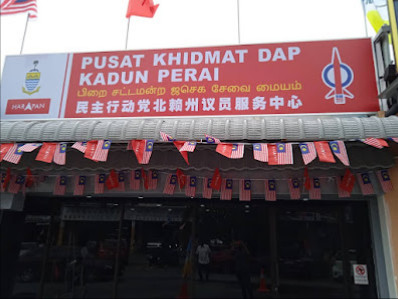 PUSAT KHIDMAT DAP
KADUN PERAI
பிறை சட்டமன்ற ஜசெக சேவை மையம்
民主行动党北赖州议员服务中心
HARAPAN